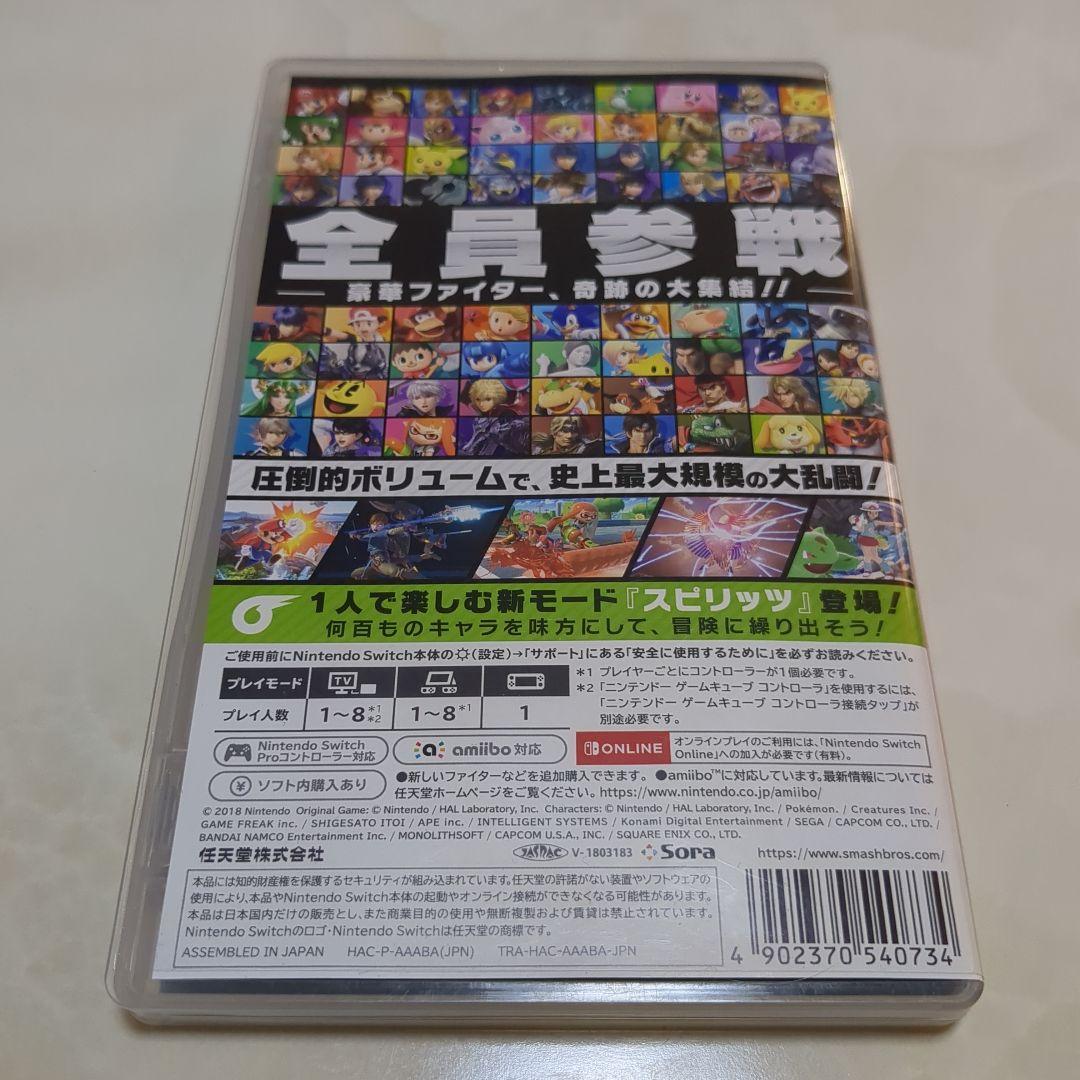 全員参戦
豪華ファイター、奇跡の大集結!!
圧倒的ボリュームで、史上最大規模の大乱闘!
1人で楽しむ新モード『スピリッツ』登場!
何百ものキャラを味方にして、冒険に繰り出そう!
ご使用前にNintendo Switch本体の(設定)→「サポート」にある「安全に使用するために」を必ずお読みください。
プレイモード TV
プレイ人数 1～8 *1 *2 1～8 *1 1
*1 プレイヤーごとにコントローラーが1個必要です。
*2 「ニンテンドー ゲームキューブ コントローラ」を使用するには、
「ニンテンドー ゲームキューブ コントローラ接続タップ」が
別途必要です。
Nintendo Switch
Proコントローラー対応
amiibo 対応
ONLINE
オンラインプレイのご利用には、「Nintendo Switch
Online」への加入が必要です(有料)。
¥ ソフト内購入あり
●新しいファイターなどを追加購入できます。 ●amiibo™に対応しています。最新情報については
任天堂ホームページをご覧ください。https://www.nintendo.co.jp/amiibo/
© 2018 Nintendo Original Game: © Nintendo / HAL Laboratory, Inc. Characters: © Nintendo / HAL Laboratory, Inc. / Pokémon. / Creatures Inc. /
GAME FREAK inc. / SHIGESATO ITOI / APE inc. / INTELLIGENT SYSTEMS / Konami Digital Entertainment / SEGA / CAPCOM CO., LTD. /
BANDAI NAMCO Entertainment Inc. / MONOLITHSOFT / CAPCOM U.S.A., INC. / SQUARE ENIX CO., LTD.
任天堂株式会社 JASRAC V-1803183 Sora https://www.smashbros.com/
本品には知的財産権を保護するセキュリティが組み込まれています。任天堂の許諾がない装置やソフトウェアの
使用により、本品やNintendo Switch本体の起動やオンライン接続ができなくなる可能性があります。
本品は日本国内だけの販売とし、また商業目的の使用や無断複製および賃貸は禁止されています。
Nintendo Switchのロゴ・Nintendo Switchは任天堂の商標です。
ASSEMBLED IN JAPAN HAC-P-AAABA(JPN) TRA-HAC-AAABA-JPN
4 902370 540734